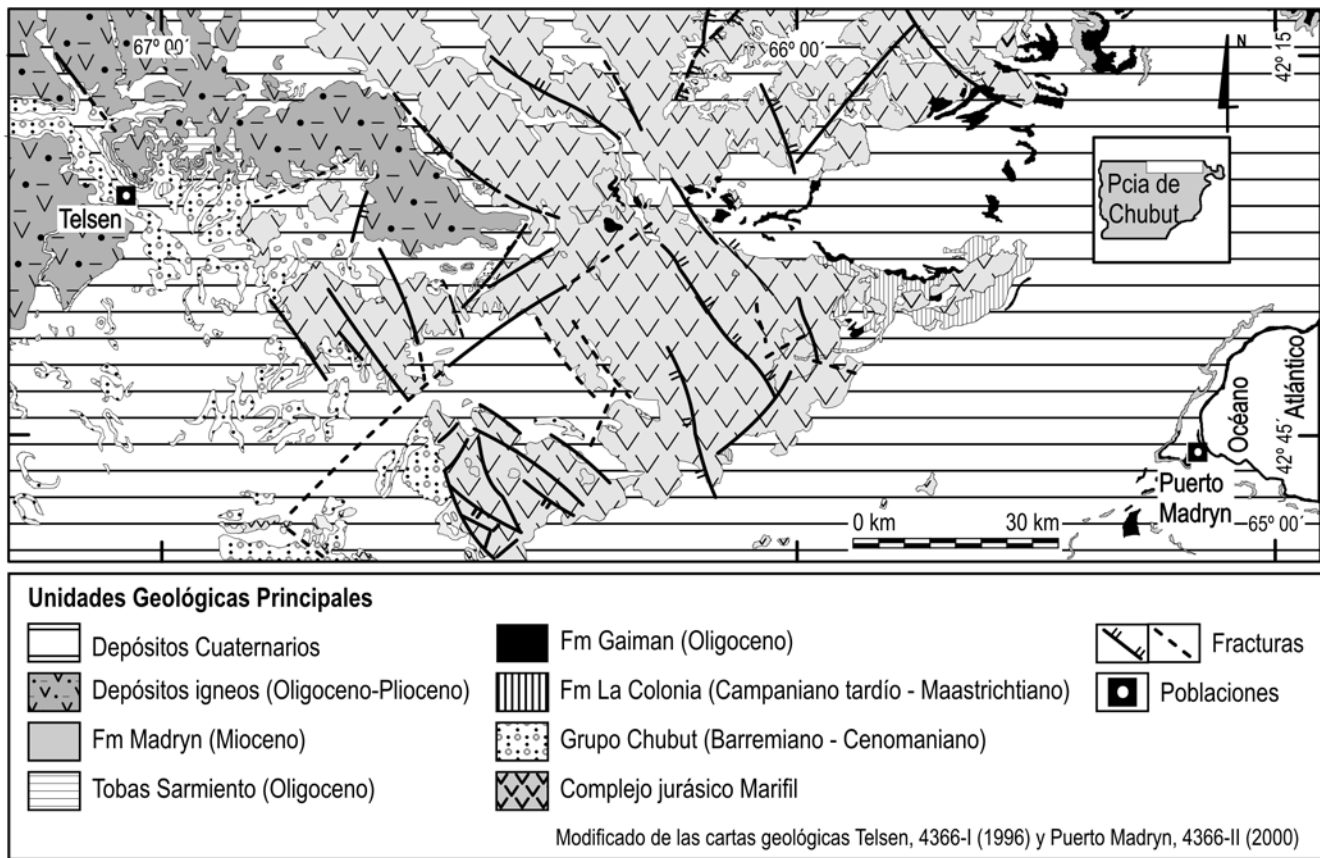 67º 00´
66º 00´
42º 15´
N
Pcia de
Chubut
Telsen
Océano
Atlántico
42º 45´
Puerto
Madryn
0 km
30 km
65º 00´
Unidades Geológicas Principales
Depósitos Cuaternarios
Depósitos igneos (Oligoceno-Plioceno)
Fm Madryn (Mioceno)
Tobas Sarmiento (Oligoceno)
Fm Gaiman (Oligoceno)
Fm La Colonia (Campaniano tardío - Maastrichtiano)
Grupo Chubut (Barremiano - Cenomaniano)
Complejo jurásico Marifil
Fracturas
Poblaciones
Modificado de las cartas geológicas Telsen, 4366-I (1996) y Puerto Madryn, 4366-II (2000)